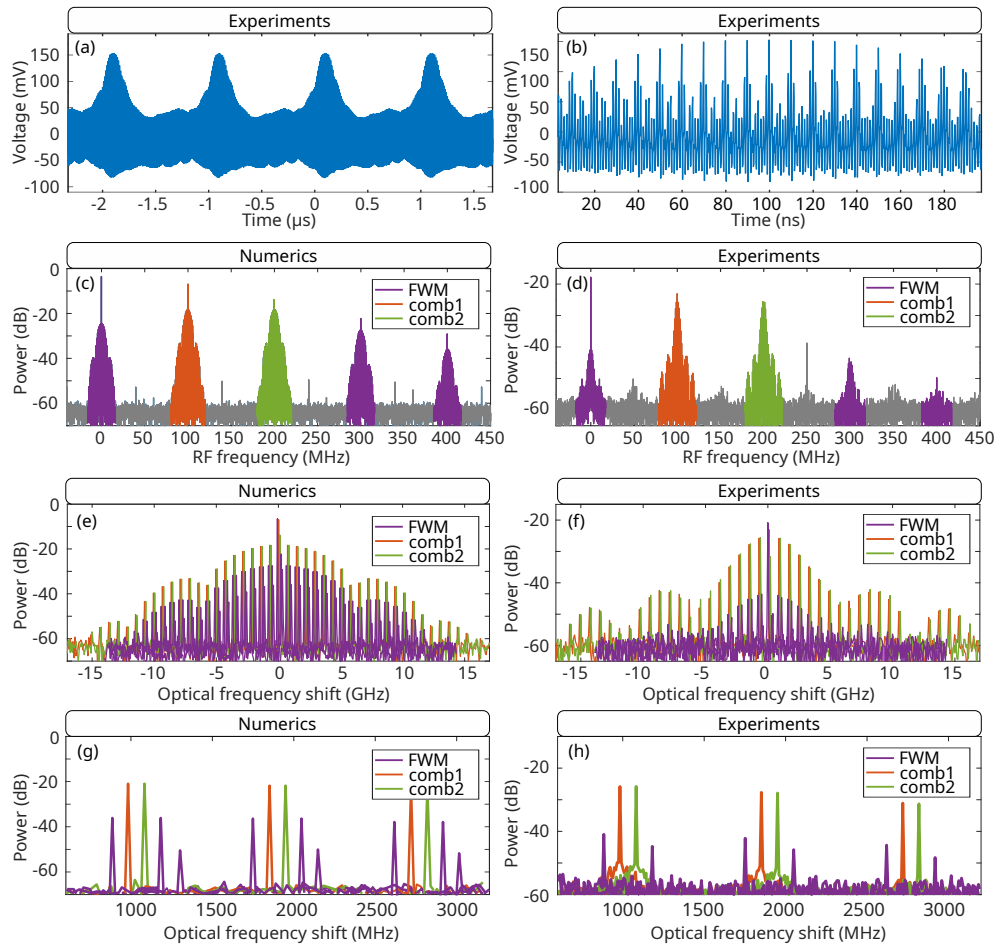 Experiments
Experiments
(a)
150
100
50
0
-50
-100
Voltage (mV)
-2
-1.5
-1
-0.5
0
0.5
1
1.5
Time (µs)
(b)
150
100
50
0
-50
-100
Voltage (mV)
20
40
60
80
100
120
140
160
180
Time (ns)
Numerics
Experiments
(c)
0
-20
-40
-60
Power (dB)
FWM
comb1
comb2
0
50
100
150
200
250
300
350
400
450
RF frequency (MHz)
(d)
-20
-40
-60
Power (dB)
FWM
comb1
comb2
0
50
100
150
200
250
300
350
400
450
RF frequency (MHz)
Numerics
Experiments
(e)
0
-20
-40
-60
Power (dB)
FWM
comb1
comb2
-15
-10
-5
0
5
10
15
Optical frequency shift (GHz)
(f)
-20
-40
-60
Power (dB)
FWM
comb1
comb2
-15
-10
-5
0
5
10
15
Optical frequency shift (GHz)
Numerics
Experiments
(g)
0
-20
-40
-60
Power (dB)
FWM
comb1
comb2
1000
1500
2000
2500
3000
Optical frequency shift (MHz)
(h)
-20
-40
-60
Power (dB)
FWM
comb1
comb2
1000
1500
2000
2500
3000
Optical frequency shift (MHz)